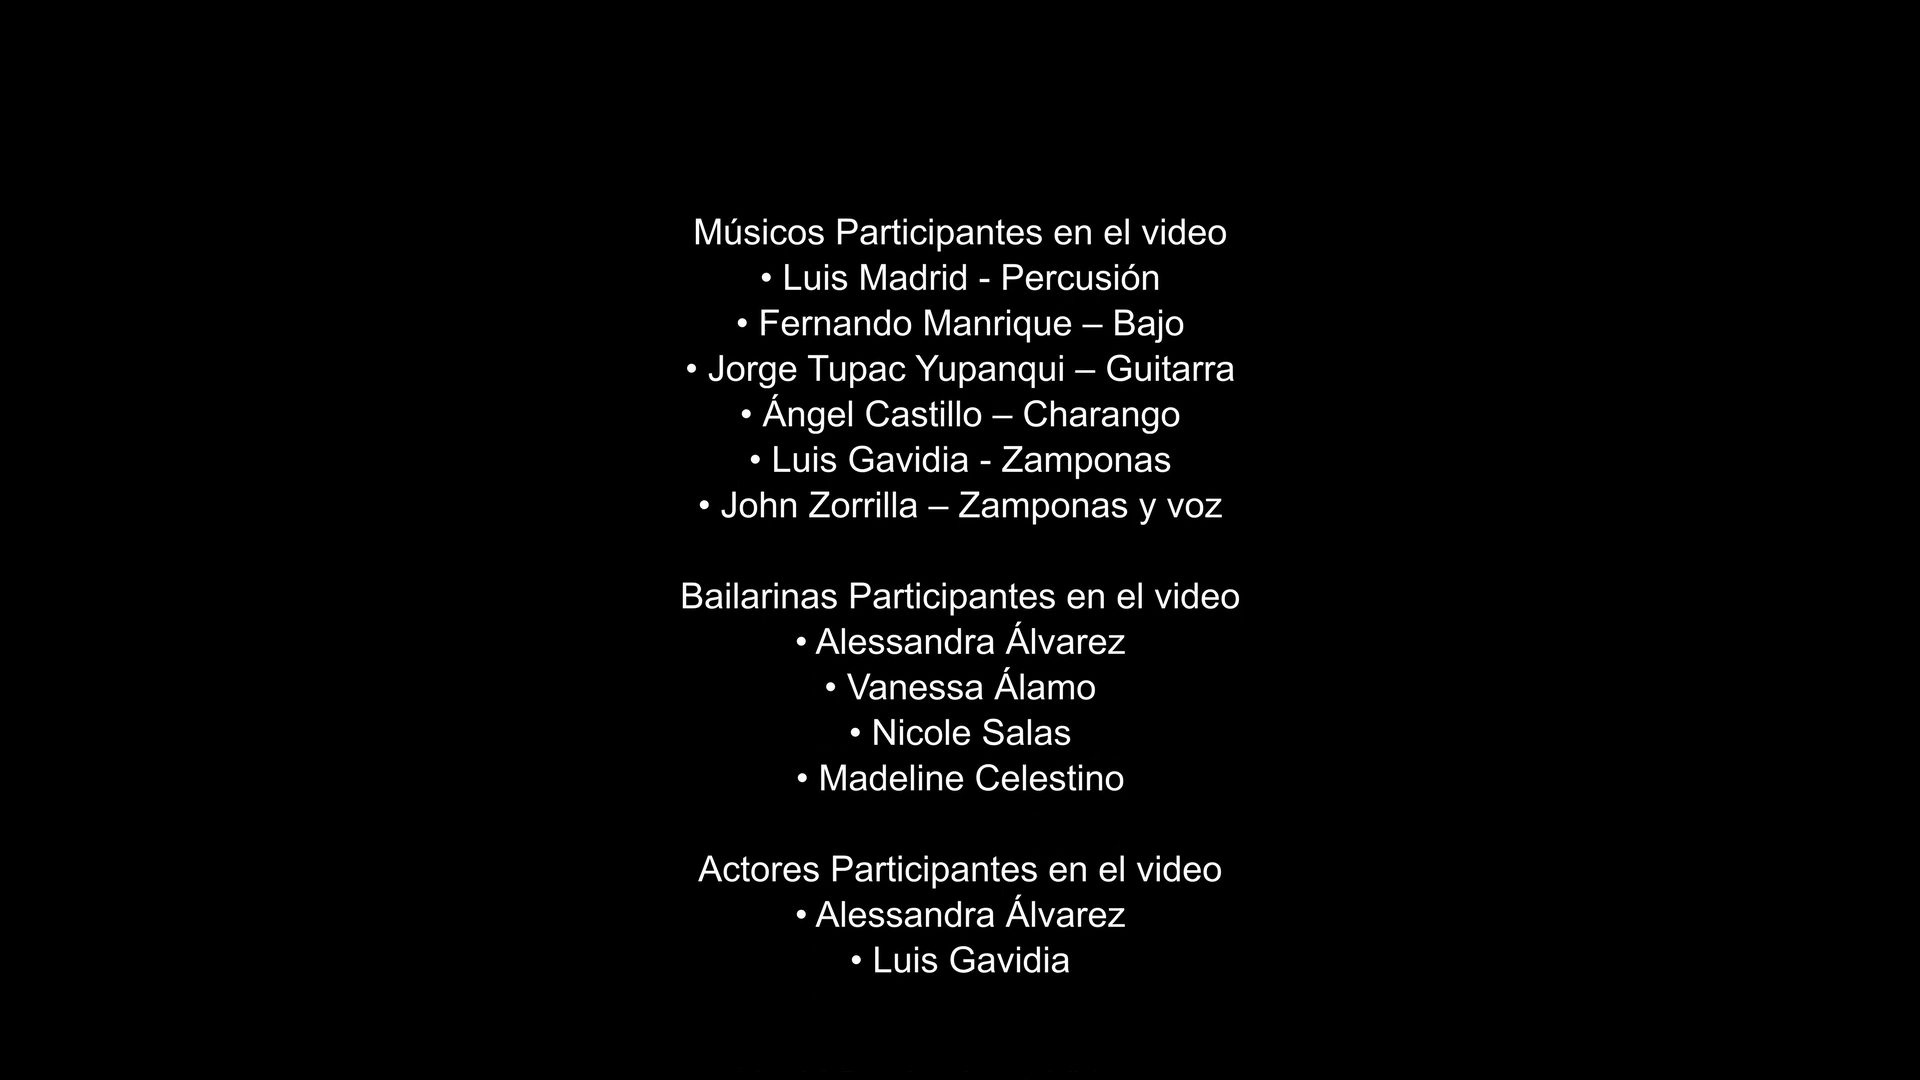 Músicos Participantes en el video
• Luis Madrid - Percusión
• Fernando Manrique – Bajo
• Jorge Tupac Yupanqui – Guitarra
• Ángel Castillo – Charango
• Luis Gavidia - Zamponas
• John Zorrilla – Zamponas y voz
Bailarinas Participantes en el video
• Alessandra Álvarez
• Vanessa Álamo
• Nicole Salas
• Madeline Celestino
Actores Participantes en el video
• Alessandra Álvarez
• Luis Gavidia